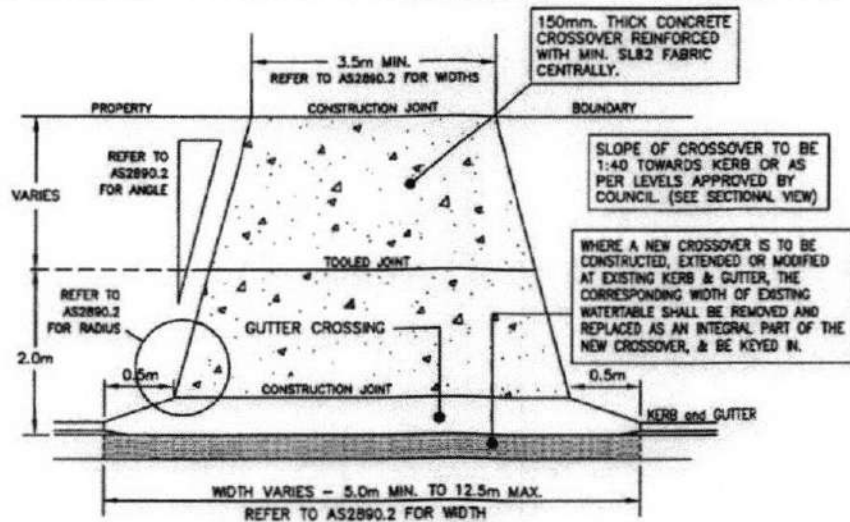 150mm. THICK CONCRETE
CROSSOVER REINFORCED
WITH MIN. SL82 FABRIC
CENTRALLY.
3.5m MIN.
REFER TO AS2890.2 FOR WIDTHS
PROPERTY
CONSTRUCTION JOINT
BOUNDARY
REFER TO
AS2890.2
FOR ANGLE
SLOPE OF CROSSOVER TO BE
1:40 TOWARDS KERB OR AS
PER LEVELS APPROVED BY
COUNCIL. (SEE SECTIONAL VIEW)
VARIES
WHERE A NEW CROSSOVER IS TO BE
CONSTRUCTED, EXTENDED OR MODIFIED
AT EXISTING KERB & GUTTER, THE
CORRESPONDING WIDTH OF EXISTING
WATERTABLE SHALL BE REMOVED AND
REPLACED AS AN INTEGRAL PART OF THE
NEW CROSSOVER, & BE KEYED IN.
TOOLED JOINT
REFER TO
AS2890.2
FOR RADIUS
GUTTER CROSSING
2.0m
0.5m
CONSTRUCTION JOINT
0.5m
KERB and GUTTER
WIDTH VARIES - 5.0m MIN. TO 12.5m MAX.
REFER TO AS2890.2 FOR WIDTH